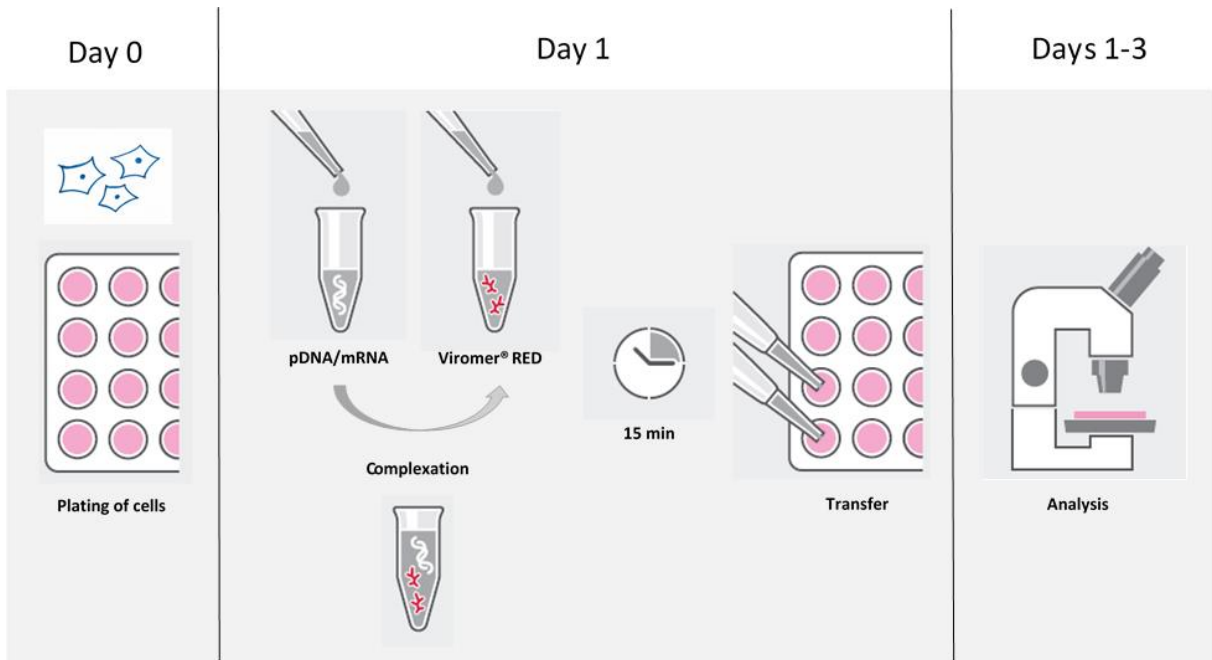 Day 0
Day 1
Days 1-3
pDNA/mRNA
Viromer® RED
15 min
Complexation
Plating of cells
Transfer
Analysis